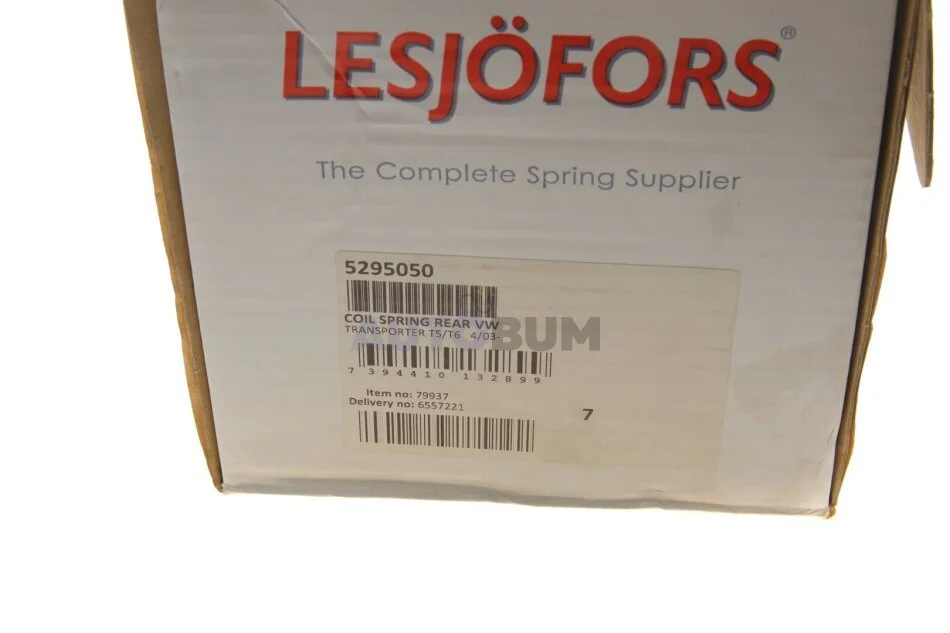 LESJÖFORS®
The Complete Spring Supplier
5295050
COIL SPRING REAR VW
TRANSPORTER T5/T6 4/03-
AUTOBUM
7 394410 132899
Item no: 79937
Delivery no: 6557221
7